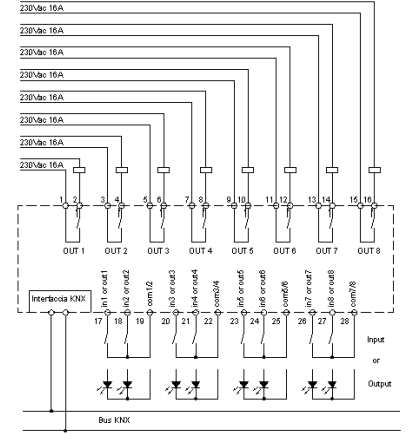 230Vac 16A
230Vac 16A
230Vac 16A
230Vac 16A
230Vac 16A
230Vac 16A
230Vac 16A
230Vac 16A
1 2 3 4 5 6 7 8 9 10 11 12 13 14 15 16
OUT 1 OUT 2 OUT 3 OUT 4 OUT 5 OUT 6 OUT 7 OUT 8
Interfaccia KNX
in1 or out1
in2 or out2
com1/2
in3 or out3
in4 or out4
com3/4
in5 or out5
in6 or out6
com5/6
in7 or out7
in8 or out8
com7/8
17 18 19 20 21 22 23 24 25 26 27 28
Input
or
Output
Bus KNX